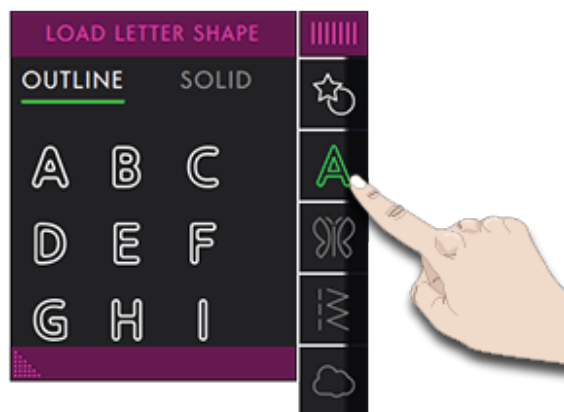 LOAD LETTER SHAPE
OUTLINE SOLID
A B C
A
D E F
G H I